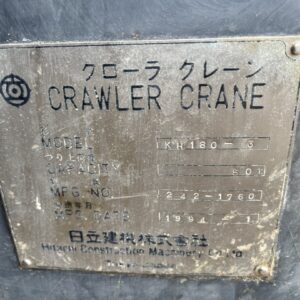 クローラ クレーン
CRAWLER CRANE
MODEL KH180-3
CAPACITY
MFG. NO. 242-1760
MFG. DATE 1994-1
日立建機株式会社
Hitachi Construction Machinery Co., Ltd.